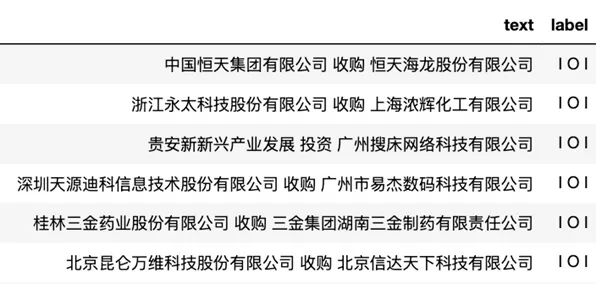 text label
中国恒天集团有限公司 收购 恒天海龙股份有限公司 I O I
浙江永太科技股份有限公司 收购 上海浓辉化工有限公司 I O I
贵安新新兴产业发展 投资 广州搜床网络科技有限公司 I O I
深圳天源迪科信息技术股份有限公司 收购 广州市易杰数码科技有限公司 I O I
桂林三金药业股份有限公司 收购 三金集团湖南三金制药有限责任公司 I O I
北京昆仑万维科技股份有限公司 收购 北京信达天下科技有限公司 I O I